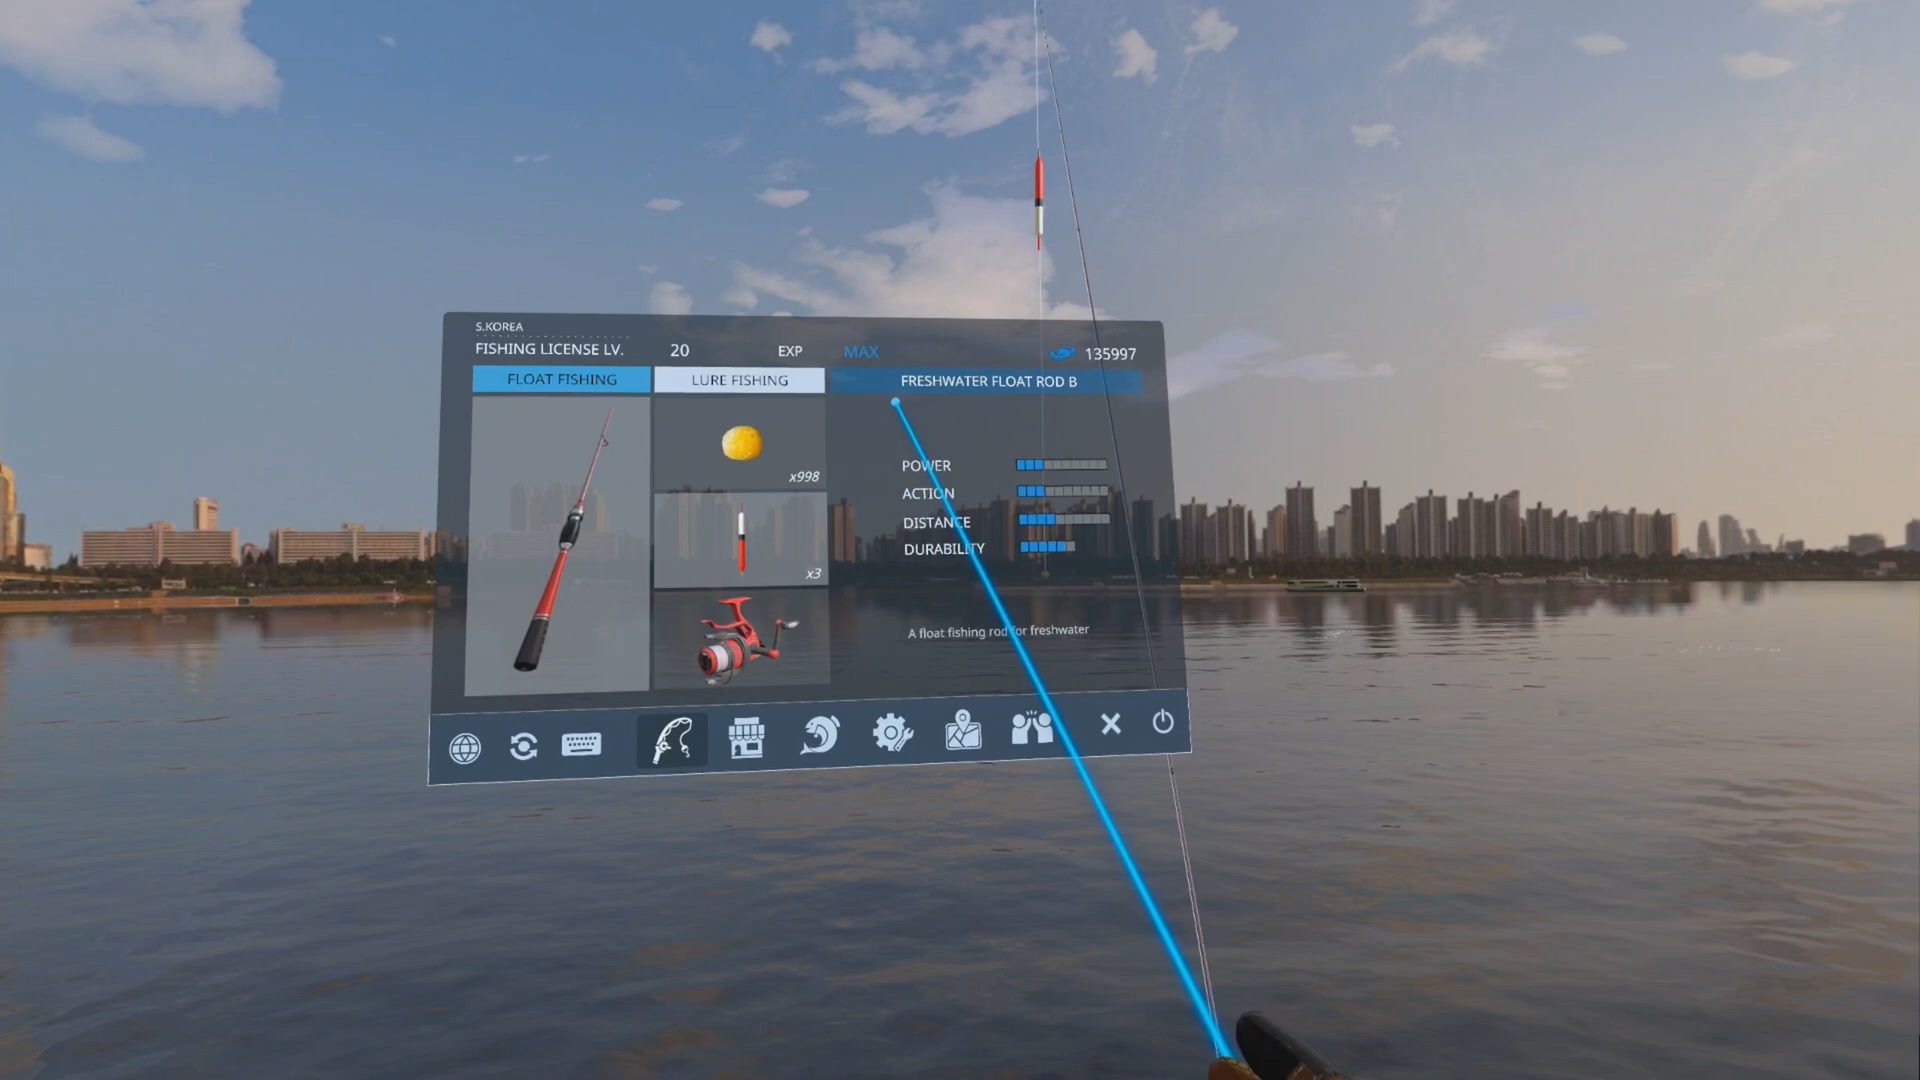 S.KOREA
FISHING LICENSE LV. 20 EXP MAX 135997
FLOAT FISHING LURE FISHING FRESHWATER FLOAT ROD B
x998
POWER
ACTION
DISTANCE
DURABILITY
x3
A float fishing rod for freshwater